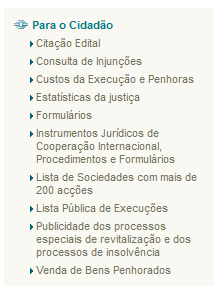 Para o Cidadão
Citação Edital
Consulta de Injunções
Custos da Execução e Penhoras
Estatísticas da justiça
Formulários
Instrumentos Jurídicos de
Cooperação Internacional,
Procedimentos e Formulários
Lista de Sociedades com mais de
200 acções
Lista Pública de Execuções
Publicidade dos processos
especiais de revitalização e dos
processos de insolvência
Venda de Bens Penhorados